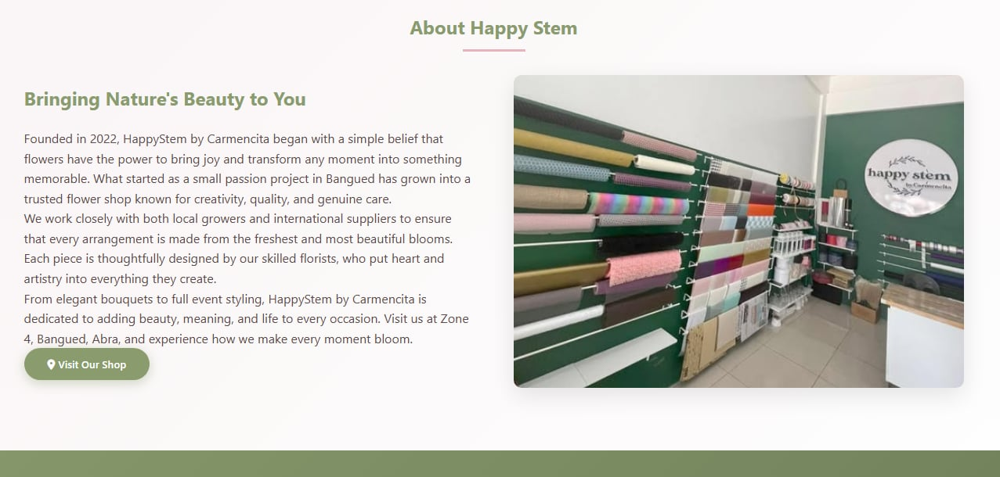 About Happy Stem
Bringing Nature's Beauty to You
Founded in 2022, HappyStem by Carmencita began with a simple belief that
flowers have the power to bring joy and transform any moment into something
memorable. What started as a small passion project in Bangued has grown into a
trusted flower shop known for creativity, quality, and genuine care.
We work closely with both local growers and international suppliers to ensure
that every arrangement is made from the freshest and most beautiful blooms.
Each piece is thoughtfully designed by our skilled florists, who put heart and
artistry into everything they create.
From elegant bouquets to full event styling, HappyStem by Carmencita is
dedicated to adding beauty, meaning, and life to every occasion. Visit us at Zone
4, Bangued, Abra, and experience how we make every moment bloom.
Visit Our Shop
happy stem
by Carmencita